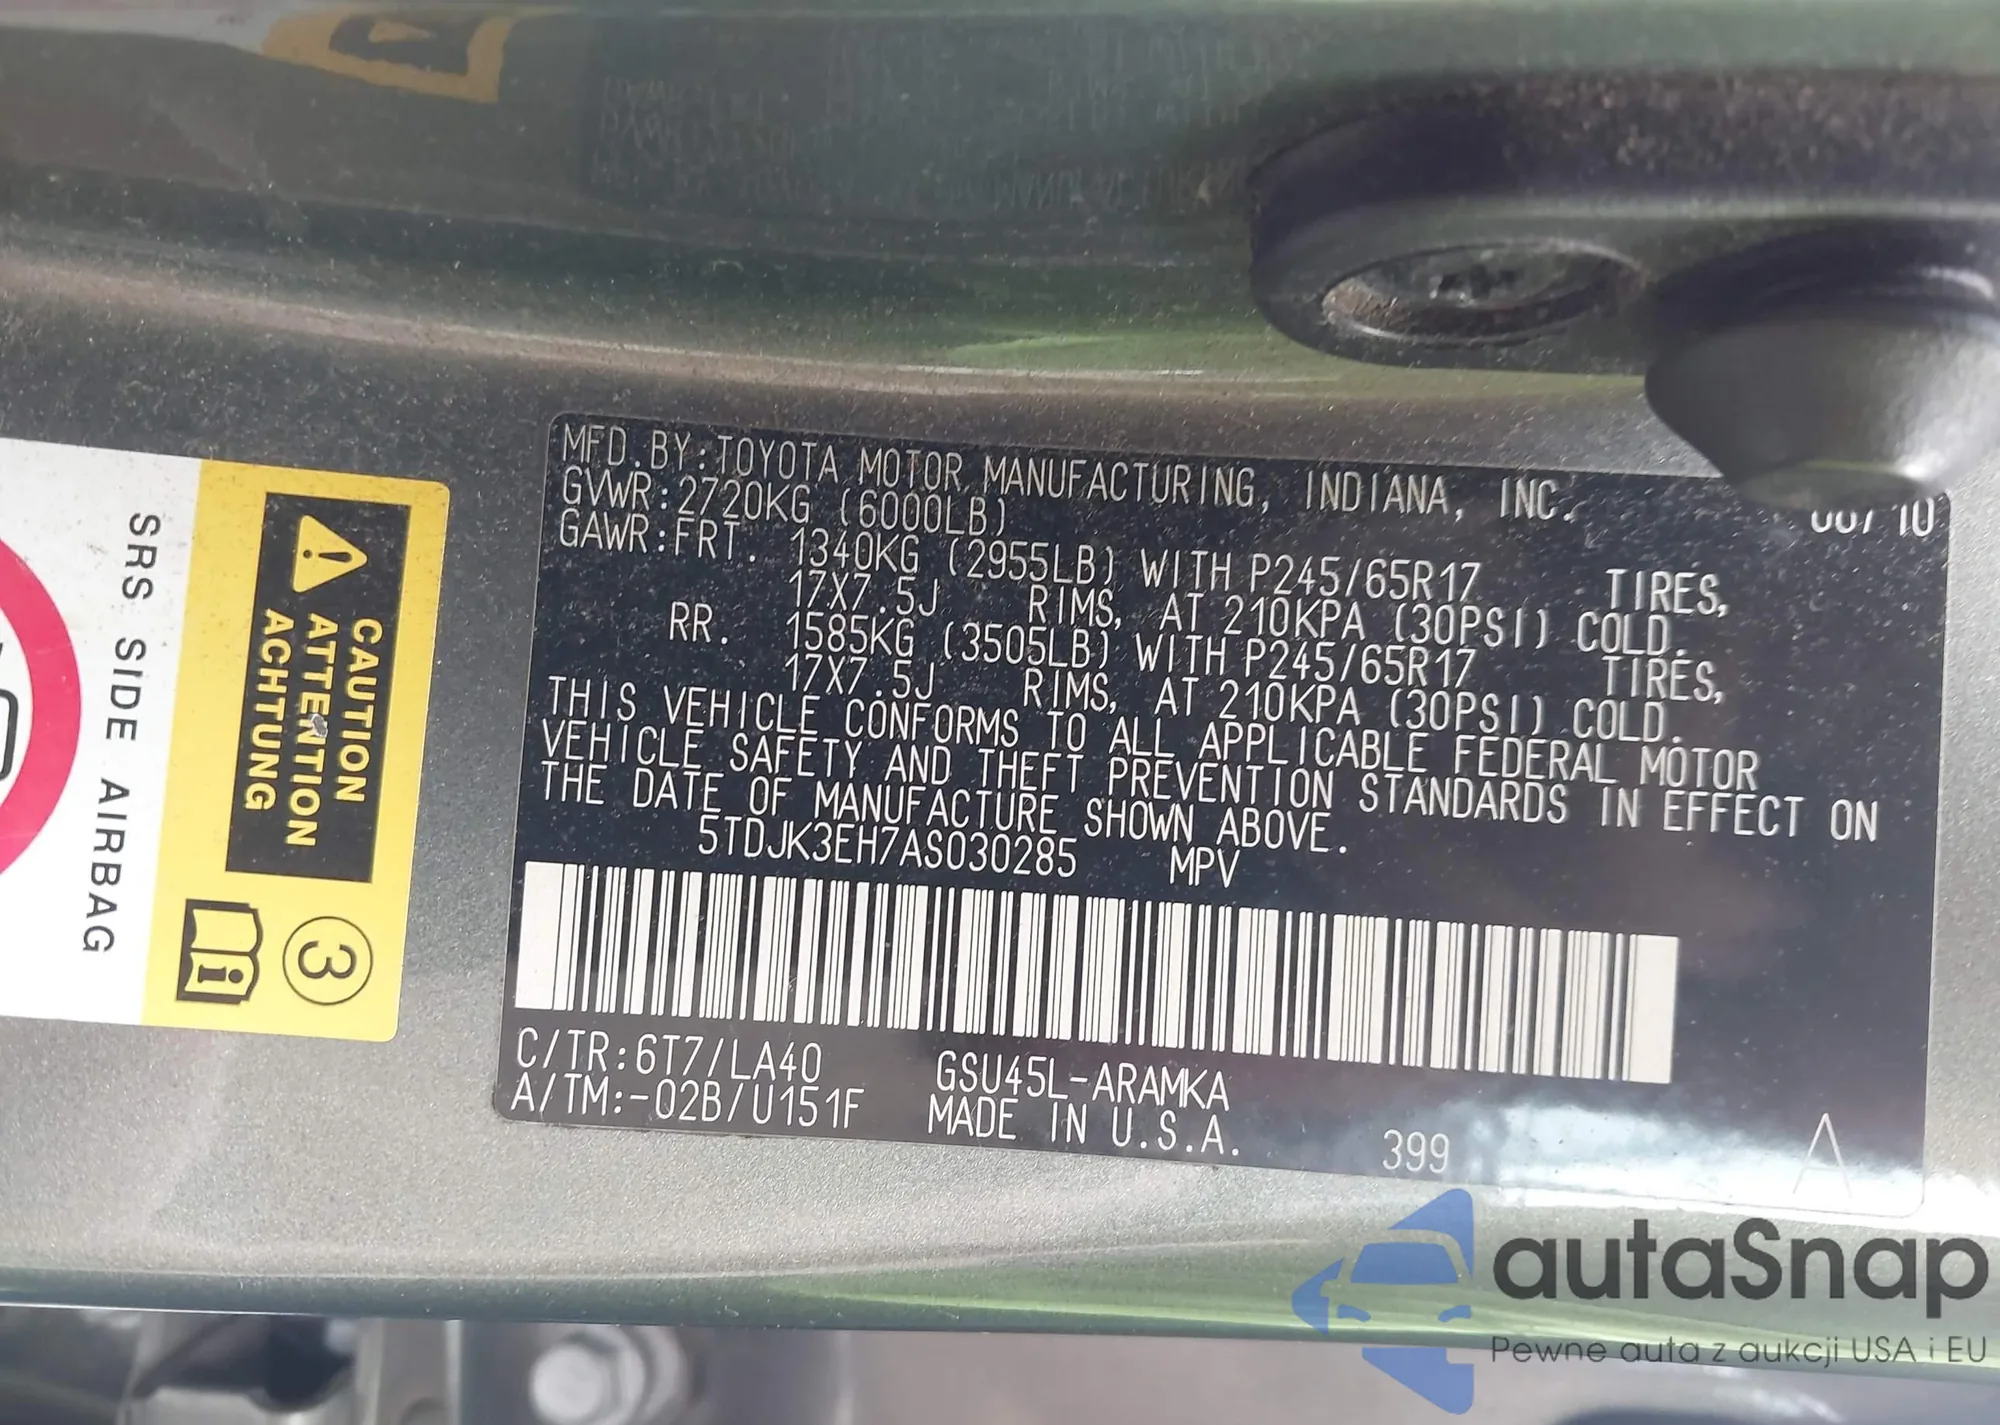 MFD.BY:TOYOTA MOTOR MANUFACTURING, INDIANA, INC.
GVWR:2720KG (6000LB)
GAWR:FRT. 1340KG (2955LB) WITH P245/65R17 TIRES,
17X7.5J RIMS, AT 210KPA (30PSI) COLD.
RR. 1585KG (3505LB) WITH P245/65R17 TIRES,
17X7.5J RIMS, AT 210KPA (30PSI) COLD.
THIS VEHICLE CONFORMS TO ALL APPLICABLE FEDERAL MOTOR
VEHICLE SAFETY AND THEFT PREVENTION STANDARDS IN EFFECT ON
THE DATE OF MANUFACTURE SHOWN ABOVE.
5TDJK3EH7AS030285 MPV
C/TR:6T7/LA40 GSU45L-ARAMKA
A/TM:-02B/U151F MADE IN U.S.A. 399 A
CAUTION
ATTENTION
ACHTUNG
3
i
SRS SIDE AIRBAG
autaSnap
Pewne auta z aukcji USA i EU